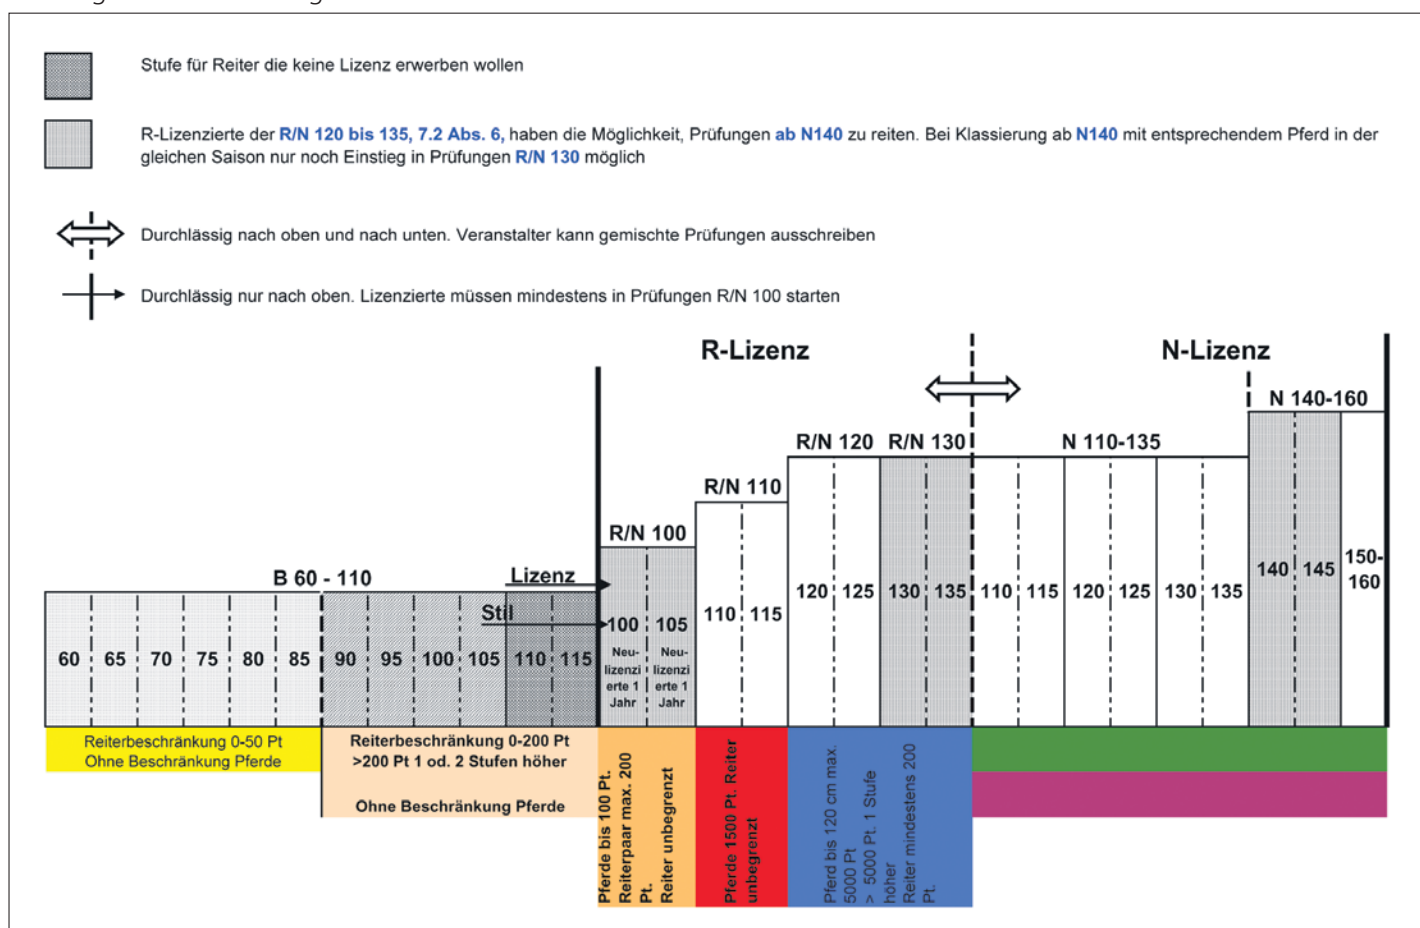 Stufe für Reiter die keine Lizenz erwerben wollen
R-Lizenzierte der R/N 120 bis 135, 7.2 Abs. 6, haben die Möglichkeit, Prüfungen ab N140 zu reiten. Bei Klassierung ab N140 mit entsprechendem Pferd in der
gleichen Saison nur noch Einstieg in Prüfungen R/N 130 möglich
Durchlässig nach oben und nach unten. Veranstalter kann gemischte Prüfungen ausschreiben
Durchlässig nur nach oben. Lizenzierte müssen mindestens in Prüfungen R/N 100 starten
R-Lizenz
N-Lizenz
N 140-160
R/N 120
R/N 130
N 110-135
R/N 110
R/N 100
B 60 - 110
Lizenz
Stil
60
65
70
75
80
85
90
95
100
105
110
115
100
Neu-
lizenzi
erte 1
Jahr
105
Neu-
lizenzi
erte 1
Jahr
110
115
120
125
130
135
110
115
120
125
130
135
140
145
150-
160
Reiterbeschränkung 0-50 Pt
Ohne Beschränkung Pferde
Reiterbeschränkung 0-200 Pt
>200 Pt 1 od. 2 Stufen höher
Ohne Beschränkung Pferde
Pferde bis 100 Pt.
Reiterpaar max. 200
Pt.
Reiter unbegrenzt
Pferde 1500 Pt. Reiter
unbegrenzt
Pferd bis 120 cm max.
5000 Pt
> 5000 Pt. 1 Stufe
höher
Reiter mindestens 200
Pt.